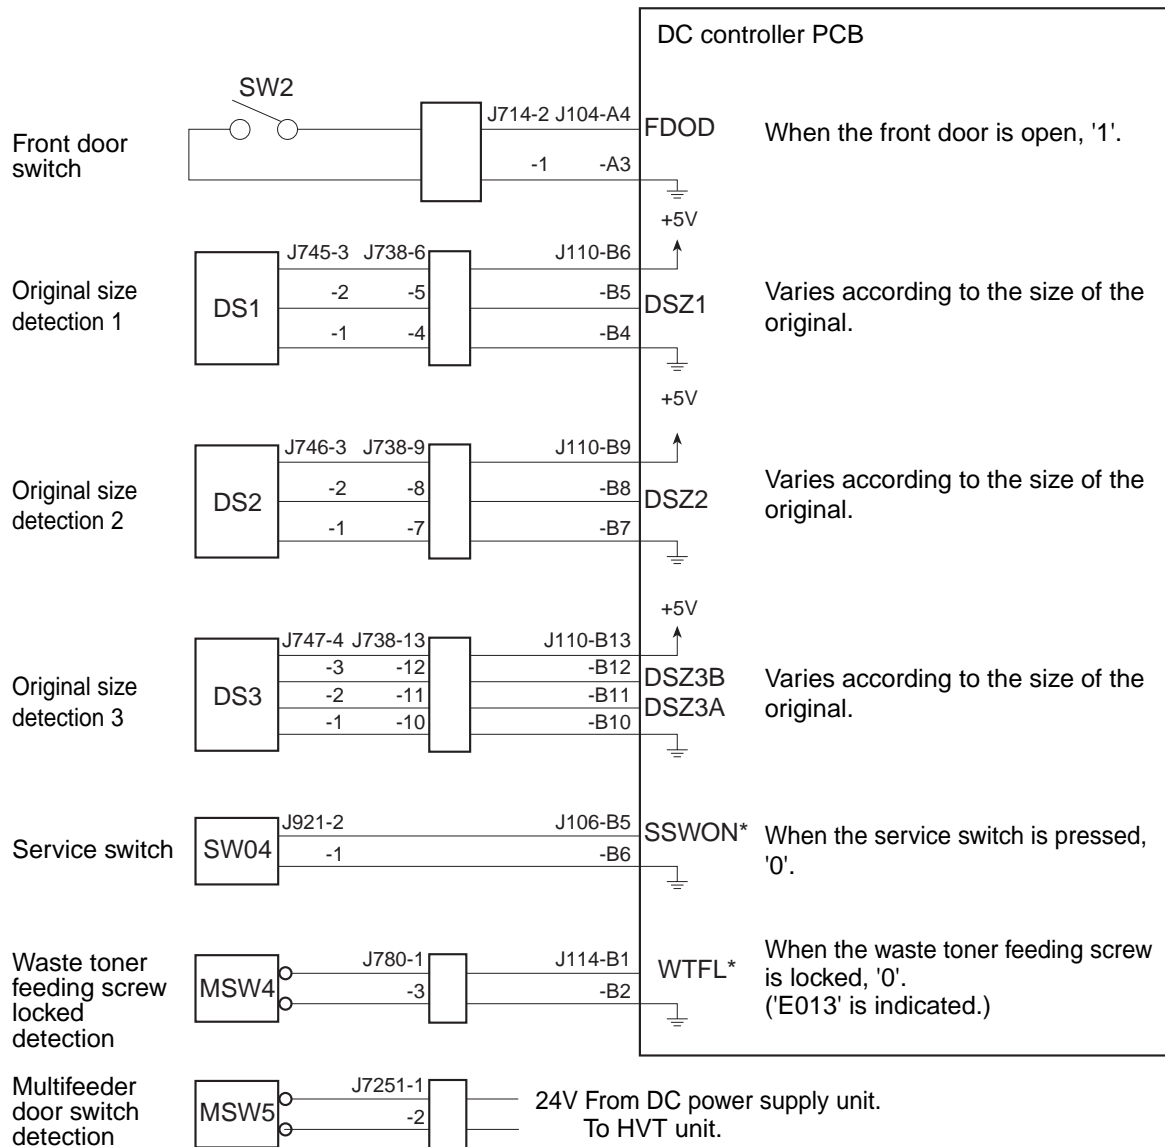 DC controller PCB
SW2
Front door
switch
J714-2 J104-A4
FDOD
When the front door is open, '1'.
-1 -A3
+5V
Original size
detection 1
DS1
J745-3 J738-6 J110-B6
-2 -5 -B5
DSZ1
-1 -4 -B4
Varies according to the size of the
original.
+5V
Original size
detection 2
DS2
J746-3 J738-9 J110-B9
-2 -8 -B8
DSZ2
-1 -7 -B7
Varies according to the size of the
original.
+5V
Original size
detection 3
DS3
J747-4 J738-13 J110-B13
-3 -12 -B12
DSZ3B
-2 -11 -B11
DSZ3A
-1 -10 -B10
Varies according to the size of the
original.
Service switch
SW04
J921-2 J106-B5
SSWON*
-1 -B6
When the service switch is pressed,
'0'.
Waste toner
feeding screw
locked
detection
MSW4
J780-1 J114-B1
WTFL*
-3 -B2
When the waste toner feeding screw
is locked, '0'.
('E013' is indicated.)
Multifeeder
door switch
detection
MSW5
J7251-1
-2
24V From DC power supply unit.
To HVT unit.